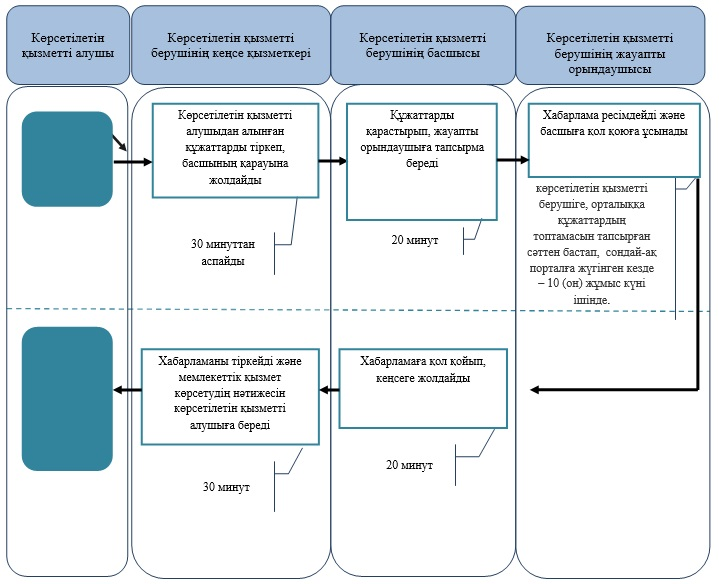 Көрсетілетін
қызметті алушы
Көрсетілетін қызметті
берушінің кеңсе қызметкері
Көрсетілетін қызметті
берушінің басшысы
Көрсетілетін қызметті
берушінің жауапты
орындаушысы
Көрсетілетін қызметті
алушыдан алынған
құжаттарды тіркеп,
басшының қарауына
жолдайды
30 минуттан
аспайды
Құжаттарды
қарастырып, жауапты
орындаушыға тапсырма
береді
20 минут
Хабарлама ресімдейді және
басшыға қол қоюға ұсынады
көрсетілетін қызметті
берушіге, орталыққа
құжаттардың
топтамасын тапсырған
сәттен бастап,  сондай-ақ
порталға жүгінген кезде
– 10 (он) жұмыс күні
ішінде.
Хабарламаны тіркейді және
мемлекеттік қызмет
көрсетудің нәтижесін
көрсетілетін қызметті
алушыға береді
30 минут
Хабарламаға қол қойып,
кеңсеге жолдайды
20 минут